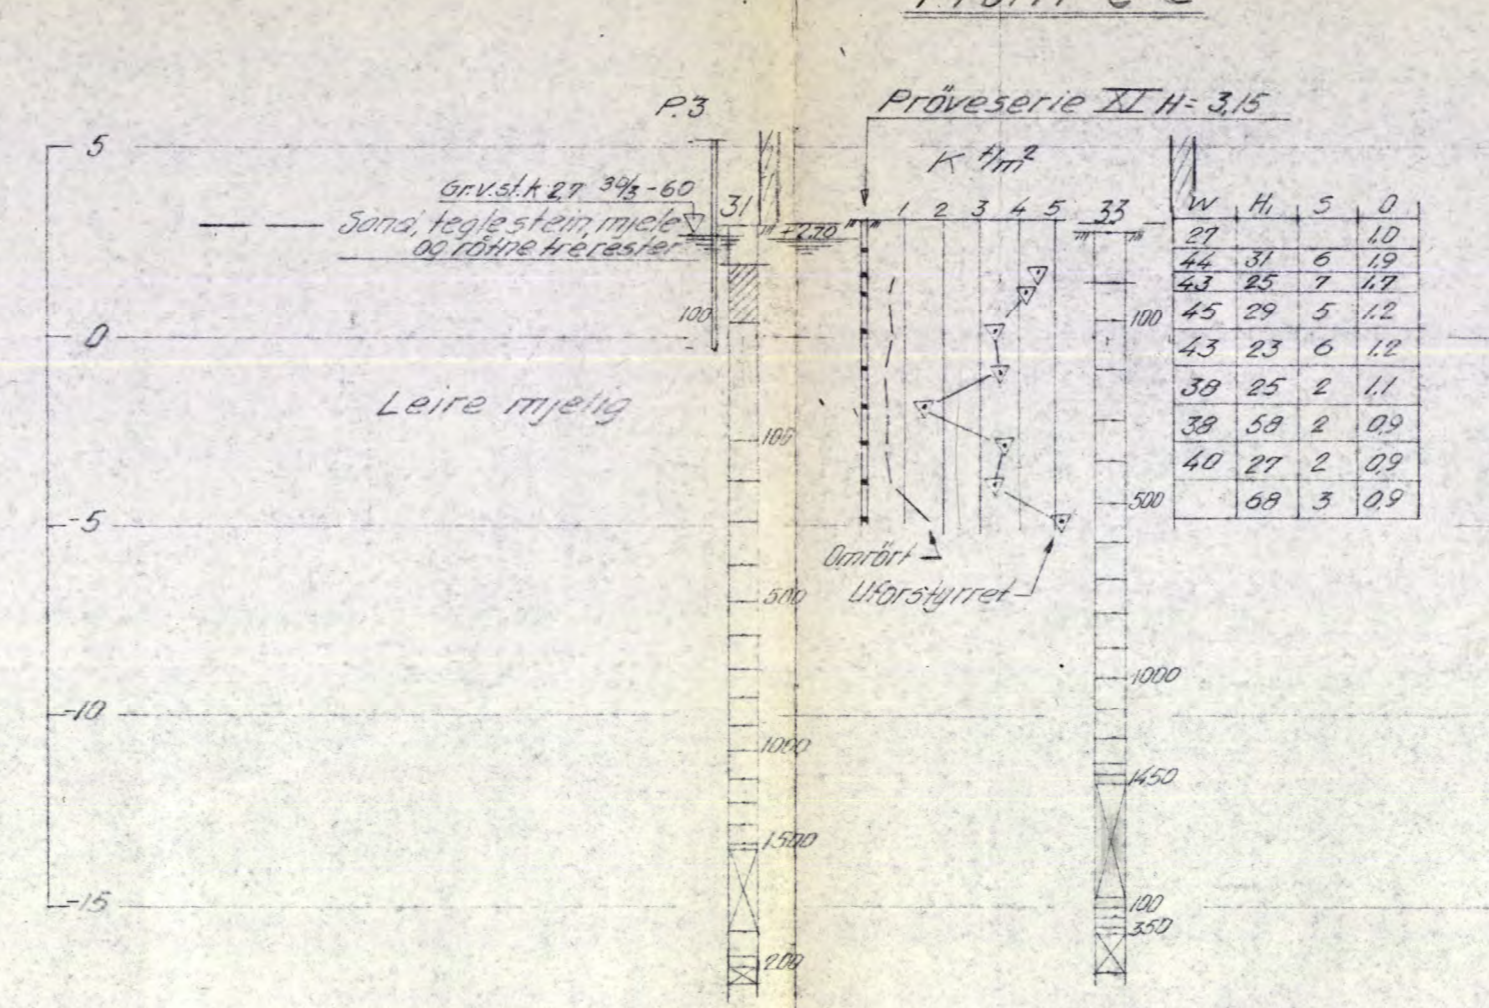 P.3
Pröveserie XI H= 3,15
K t/m²
5
Gr.v.st. k 2,7 30/3-60
Sand, teglestein, mjele
og råtne trerester
31
+2,70
1 2 3 4 5
33
W H₁ S O
27 1.0
44 31 6 1.9
43 25 7 1.7
45 29 5 1.2
43 23 6 1.2
38 25 2 1.1
38 58 2 0.9
40 27 2 0.9
68 3 0.9
100
0
100
Leire mjelig
100
-5
500
Omrört
Uforstyrret
500
1000
-10
1000
1450
1500
-15
100
350
200